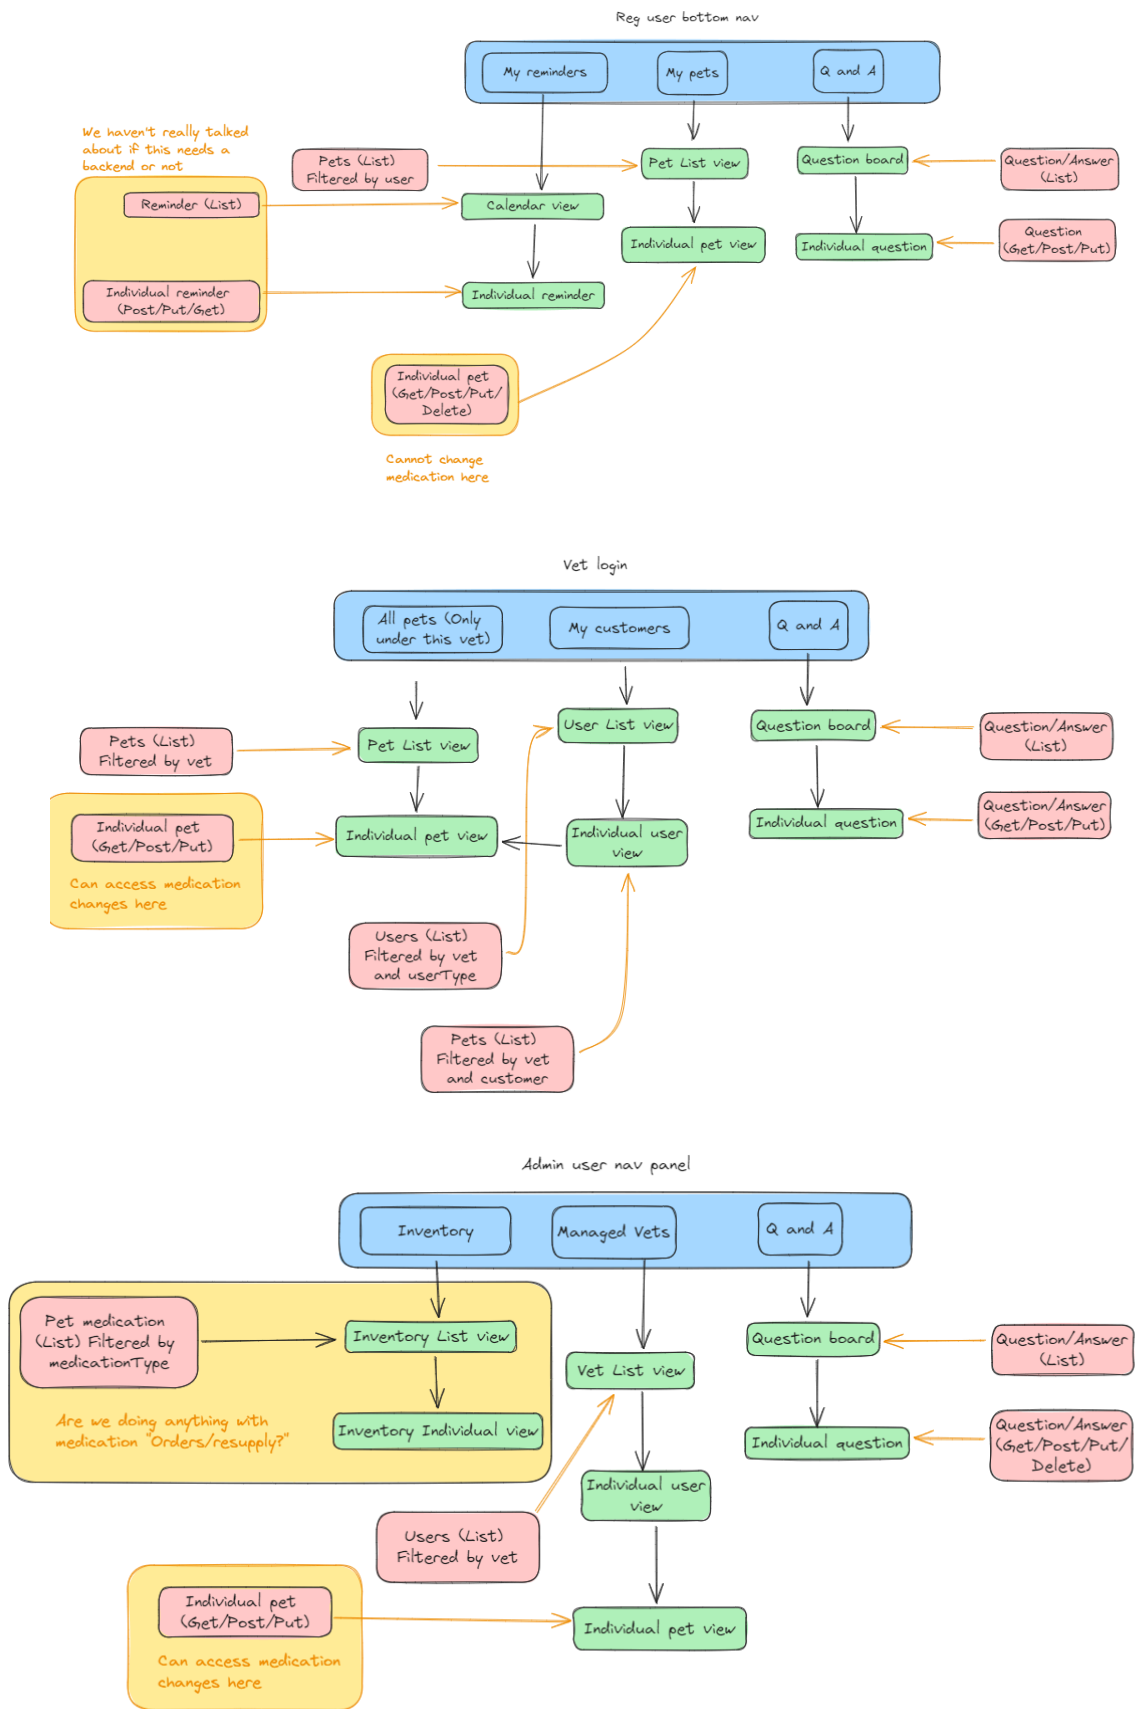 Reg user bottom nav
My reminders
My pets
Q and A
We haven't really talked
about if this needs a
backend or not
Pets (List)
Filtered by user
Pet List view
Question board
Question/Answer
(List)
Reminder (List)
Calendar view
Individual pet view
Individual question
Question
(Get/Post/Put)
Individual reminder
(Post/Put/Get)
Individual reminder
Individual pet
(Get/Post/Put/
Delete)
Cannot change
medication here
Vet login
All pets (Only
under this vet)
My customers
Q and A
Pets (List)
Filtered by vet
Pet List view
User List view
Question board
Question/Answer
(List)
Individual pet
(Get/Post/Put)
Can access medication
changes here
Individual pet view
Individual user
view
Individual question
Question/Answer
(Get/Post/Put)
Users (List)
Filtered by vet
and userType
Pets (List)
Filtered by vet
and customer
Admin user nav panel
Inventory
Managed Vets
Q and A
Pet medication
(List) Filtered by
medicationType
Inventory List view
Vet List view
Question board
Question/Answer
(List)
Are we doing anything with
medication "Orders/resupply?"
Inventory Individual view
Individual question
Question/Answer
(Get/Post/Put/
Delete)
Individual user
view
Users (List)
Filtered by vet
Individual pet
(Get/Post/Put)
Can access medication
changes here
Individual pet view